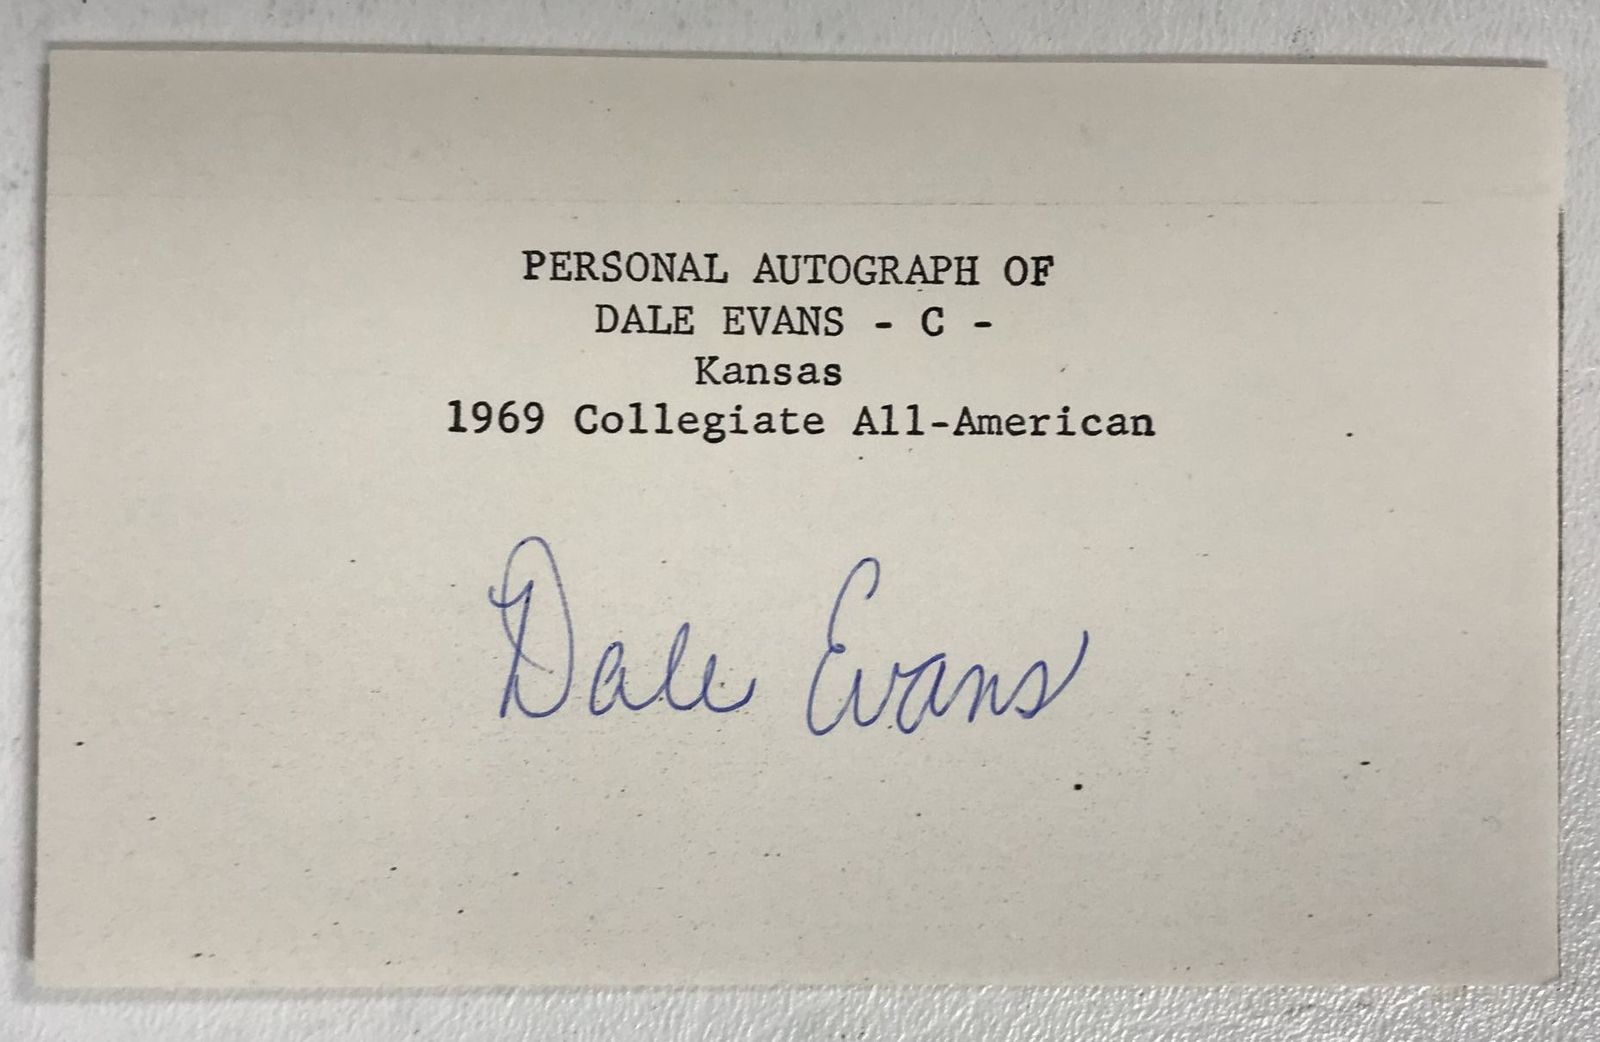 PERSONAL AUTOGRAPH OF
DALE EVANS - C -
Kansas
1969 Collegiate All-American
Dale Evans